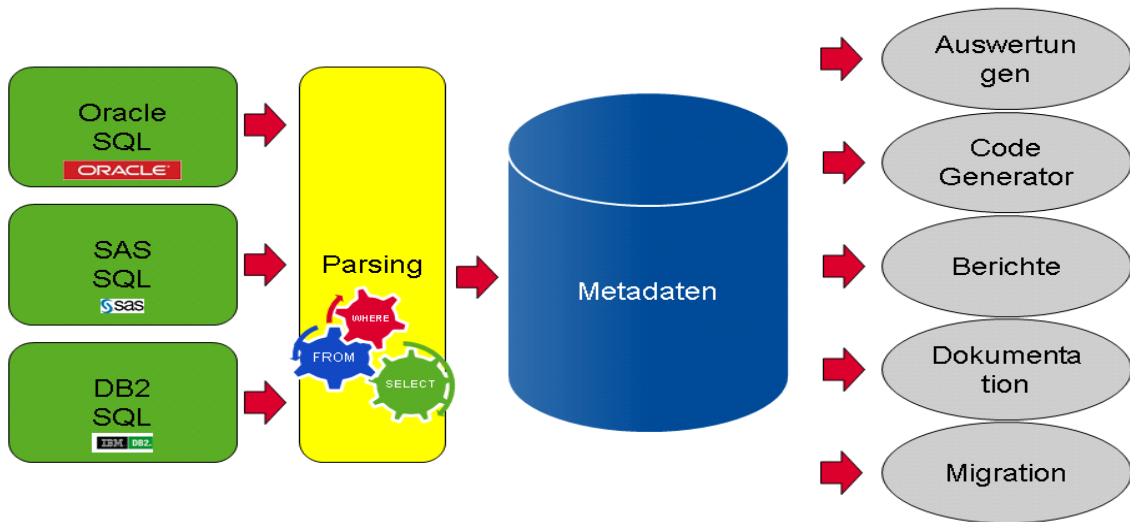 Oracle
SQL
ORACLE
SAS
SQL
sas
DB2
SQL
IBM DB2.
Parsing
WHERE
FROM
SELECT
Metadaten
Auswertun
gen
Code
Generator
Berichte
Dokumenta
tion
Migration